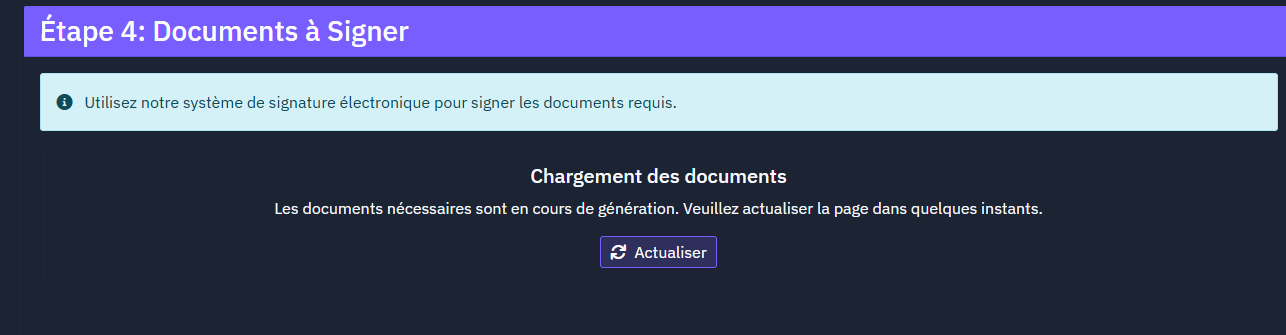 Étape 4: Documents à Signer
Utilisez notre système de signature électronique pour signer les documents requis.
Chargement des documents
Les documents nécessaires sont en cours de génération. Veuillez actualiser la page dans quelques instants.
Actualiser